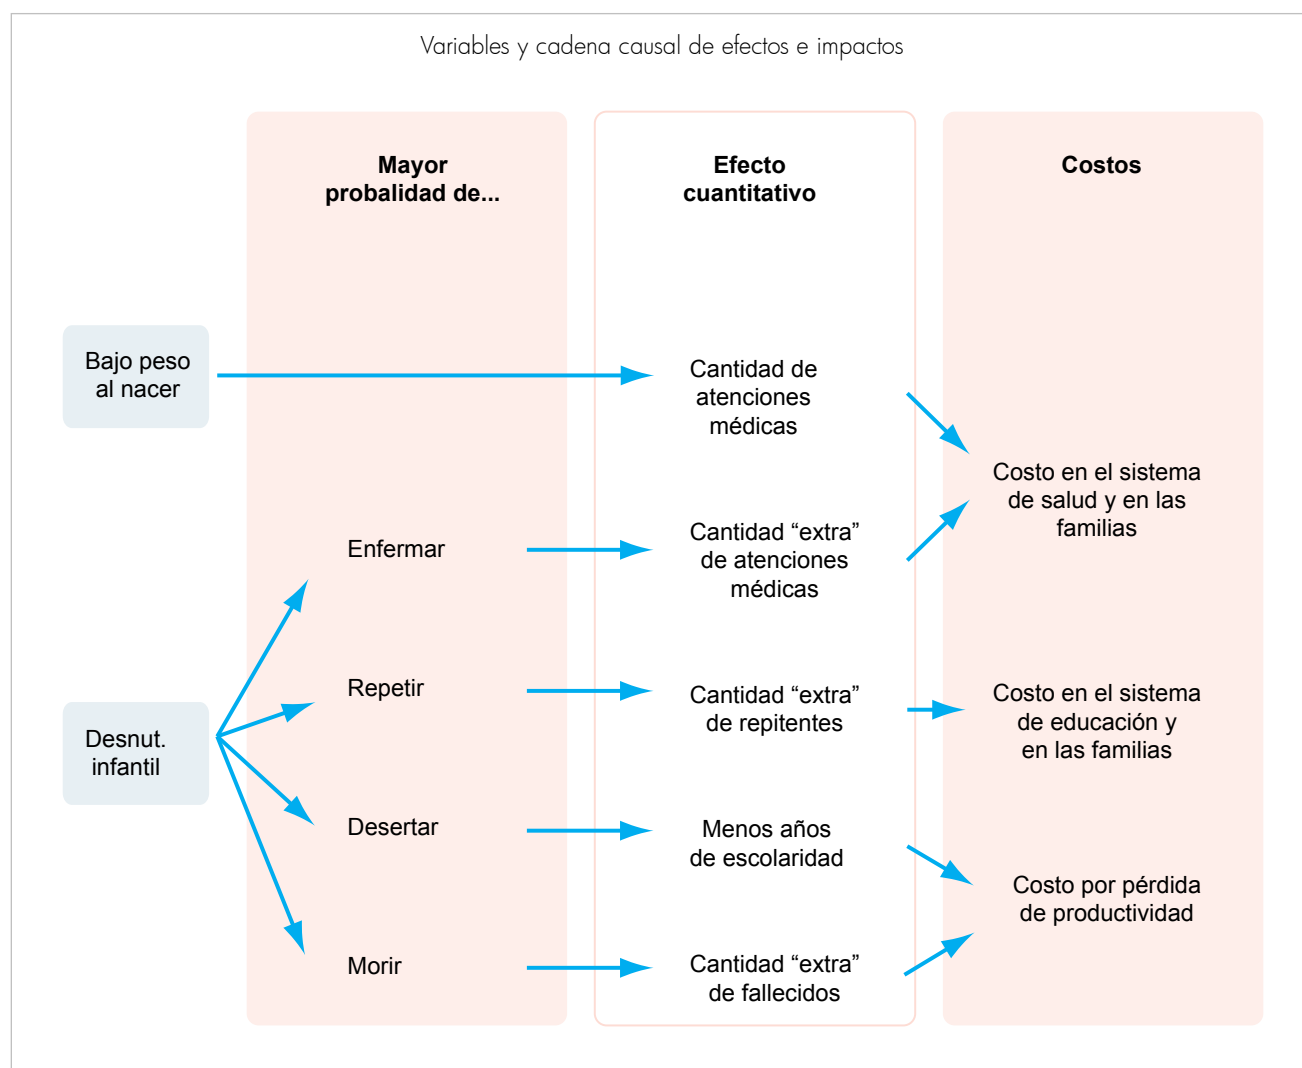 Variables y cadena causal de efectos e impactos
Mayor
probalidad de...
Efecto
cuantitativo
Costos
Bajo peso
al nacer
Cantidad de
atenciones
médicas
Costo en el sistema
de salud y en las
familias
Enfermar
Cantidad “extra”
de atenciones
médicas
Desnut.
infantil
Repetir
Cantidad “extra”
de repitentes
Costo en el sistema
de educación y
en las familias
Desertar
Menos años
de escolaridad
Costo por pérdida
de productividad
Morir
Cantidad “extra”
de fallecidos